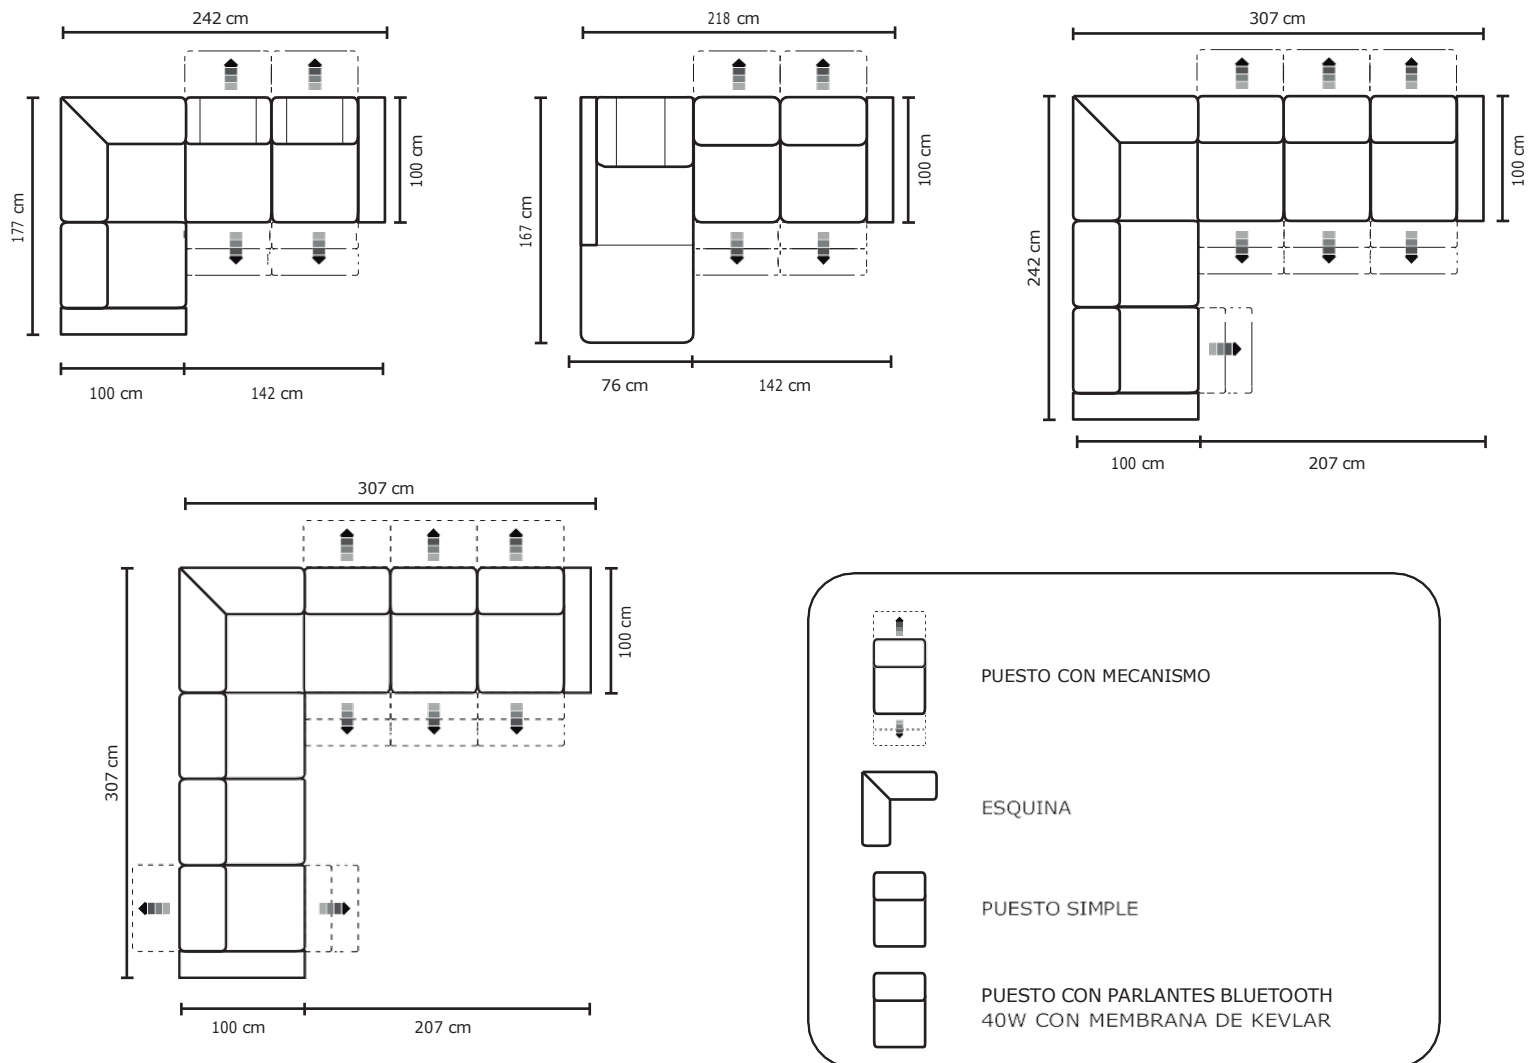 242 cm
177 cm
100 cm
100 cm
142 cm
218 cm
167 cm
100 cm
76 cm
142 cm
307 cm
242 cm
100 cm
100 cm
207 cm
307 cm
307 cm
100 cm
100 cm
207 cm
PUESTO CON MECANISMO
ESQUINA
PUESTO SIMPLE
PUESTO CON PARLANTES BLUETOOTH
40W CON MEMBRANA DE KEVLAR